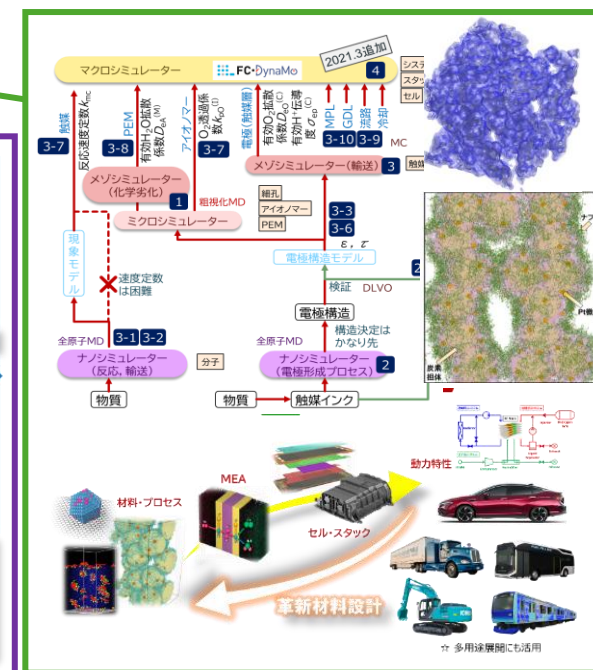 2021.3追加
マクロシミュレーター
FC-DynaMo
4
システ
スタック
セル
触媒
反応速度定数kmc
3-7
PEM
有効H₂O拡散
係数
3-8
アイオノマー
O₂透過係
数
3-7
電極(触媒層)
有効O₂拡散
係数
有効H⁺伝導
度
MPL
GDL
流路
冷却
3-10
3-9
MC
メゾシミュレーター(輸送)
3
触媒
メゾシミュレーター
(化学劣化)
1
粗視化MD
ミクロシミュレーター
細孔
アイオノマー
PEM
3-3
3-6
ε, τ
現象モデル
速度定数
は困難
電極構造モデル
検証
DLVO
2
電極構造
3-1
3-2
全原子MD
ナノシミュレーター
(反応, 輸送)
分子
物質
全原子MD
構造決定は
かなり先
ナノシミュレーター
(電極形成プロセス)
2
物質
触媒インク
ナフ
Pt微
炭素
担体
材料・プロセス
MEA
セル・スタック
動力特性
革新材料設計
☆ 多用途展開にも活用